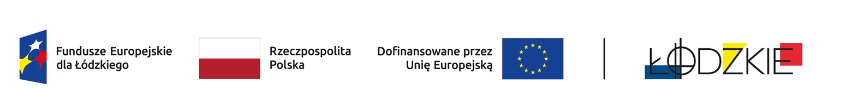 Fundusze Europejskie
dla Łódzkiego
Rzeczpospolita
Polska
Dofinansowane przez
Unię Europejską
ŁÓDZKIE